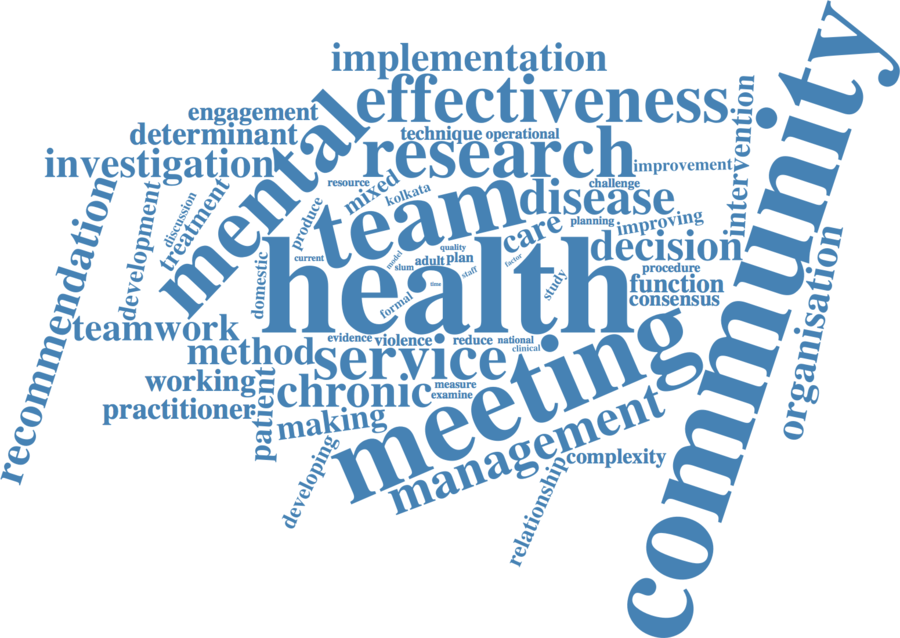 implementation
effectiveness
engagement
determinant
investigation
mental
technique
operational
research
improvement
intervention
community
recommendation
development
discussion
treatment
produce
resource
mixed
kolkata
team
disease
challenge
planning
improving
care
decision
domestic
current
health
model
slum
quality
adult
plan
staff
time
formal
factor
study
procedure
function
consensus
organisation
teamwork
method
evidence
violence
reduce
national
clinical
service
working
practitioner
patient
chronic
measure
examine
making
meeting
management
developing
relationship
complexity